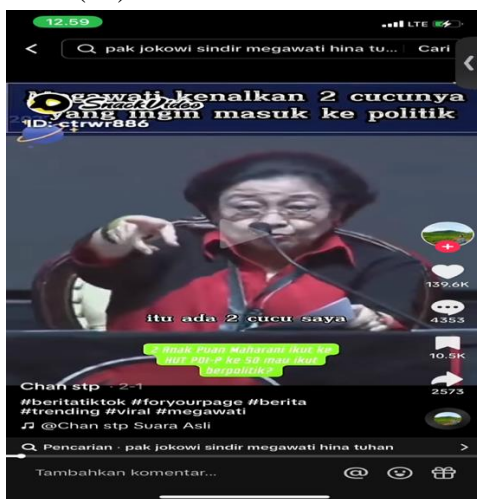 12.59
LTE
pak jokowi sindir megawati hina tu... Cari
Megawati kenalkan 2 cucunya
yang ingin masuk ke politik
SnackVideo
ID: ctrwr886
139.6K
itu ada 2 cucu saya
4353
2 Anak Puan Maharani ikut ke
HUT PDI-P ke 50 mau ikut
berpolitik?
10.5K
Chan stp · 2-1
2573
#beritatiktok #foryourpage #berita
#trending #viral #megawati
@Chan stp Suara Asli
Pencarian · pak jokowi sindir megawati hina tuhan >
Tambahkan komentar...